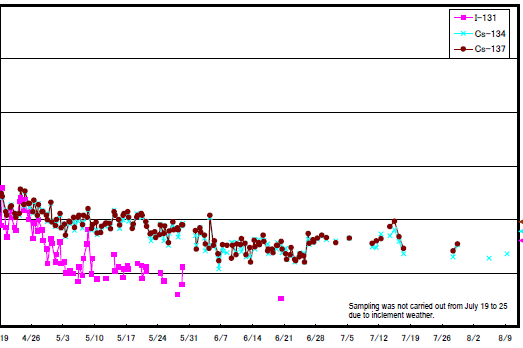 I-131
Cs-134
Cs-137
Sampling was not carried out from July 19 to 25
due to inclement weather.
19 4/26 5/3 5/10 5/17 5/24 5/31 6/7 6/14 6/21 6/28 7/5 7/12 7/19 7/26 8/2 8/9